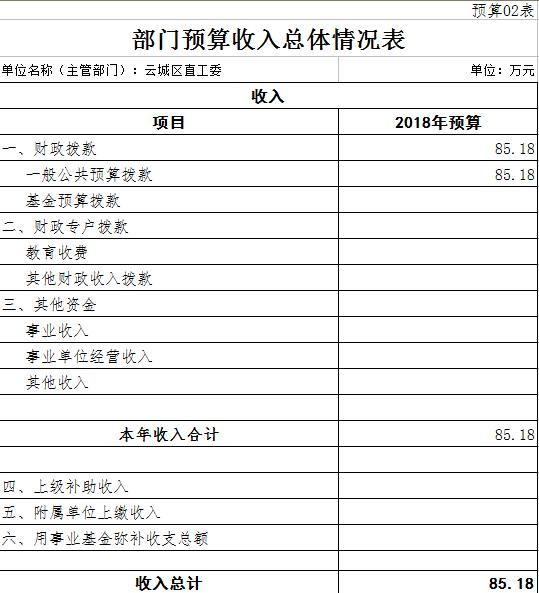 预算02表
部门预算收入总体情况表
单位名称（主管部门）：云城区直工委 单位：万元
收入
项目 2018年预算
一、财政拨款 85.18
一般公共预算拨款 85.18
基金预算拨款
二、财政专户拨款
教育收费
其他财政收入拨款
三、其他资金
事业收入
事业单位经营收入
其他收入
本年收入合计 85.18
四、上级补助收入
五、附属单位上缴收入
六、用事业基金弥补收支总额
收入总计 85.18